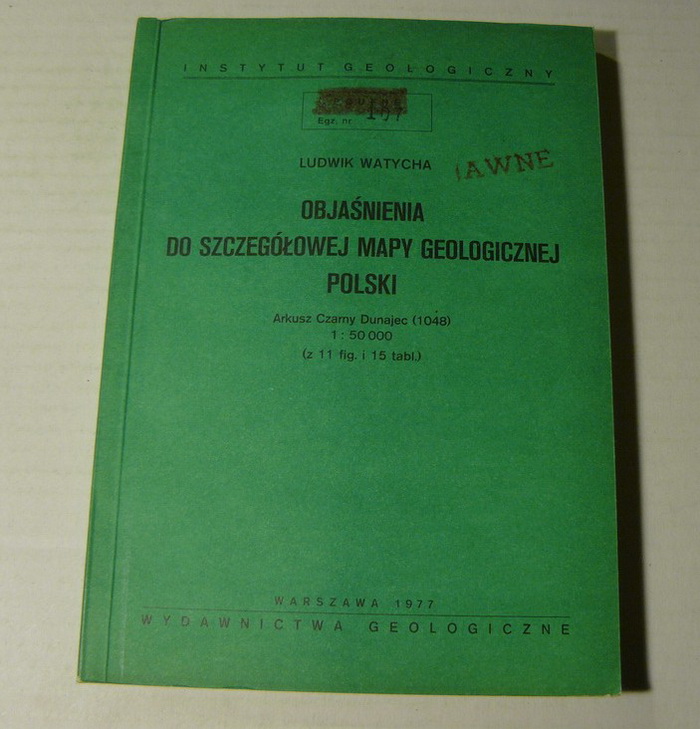 INSTYTUT GEOLOGICZNY
Egz. nr 197
LUDWIK WATYCHA
JAWNE
OBJAŚNIENIA
DO SZCZEGÓŁOWEJ MAPY GEOLOGICZNEJ
POLSKI
Arkusz Czarny Dunajec (1048)
1 : 50 000
(z 11 fig. i 15 tabl.)
WARSZAWA 1977
WYDAWNICTWA GEOLOGICZNE